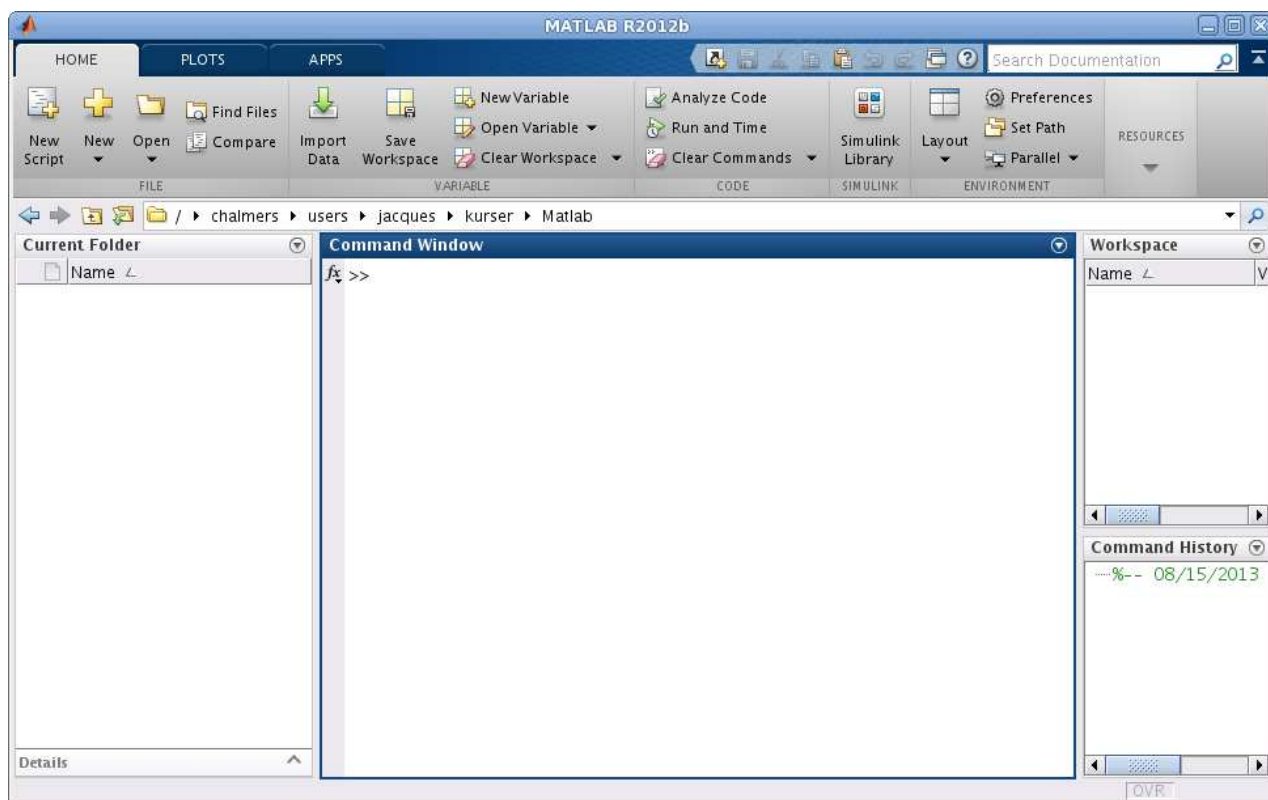 MATLAB R2012b
HOME PLOTS APPS Search Documentation
New Script New Open Find Files Compare
Import Data Save Workspace New Variable Open Variable Clear Workspace
Analyze Code Run and Time Clear Commands
Simulink Library Layout Preferences Set Path Parallel RESOURCES
FILE VARIABLE CODE SIMULINK ENVIRONMENT
/ chalmers users jacques kurser Matlab
Current Folder Command Window Workspace
Name fx >> Name V
Command History
%-- 08/15/2013
Details
OVR